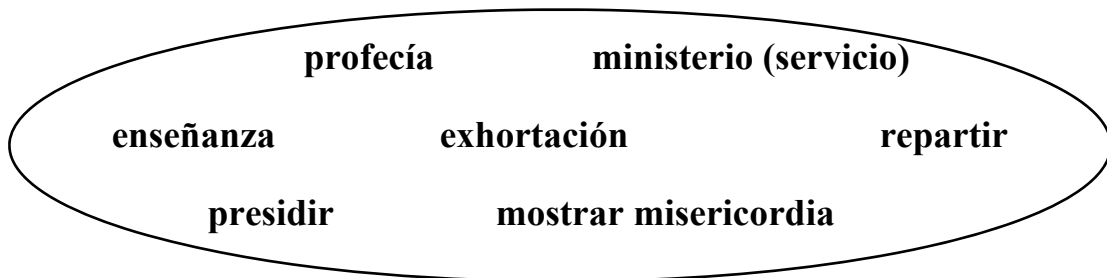 profecía ministerio (servicio)
enseñanza exhortación repartir
presidir mostrar misericordia